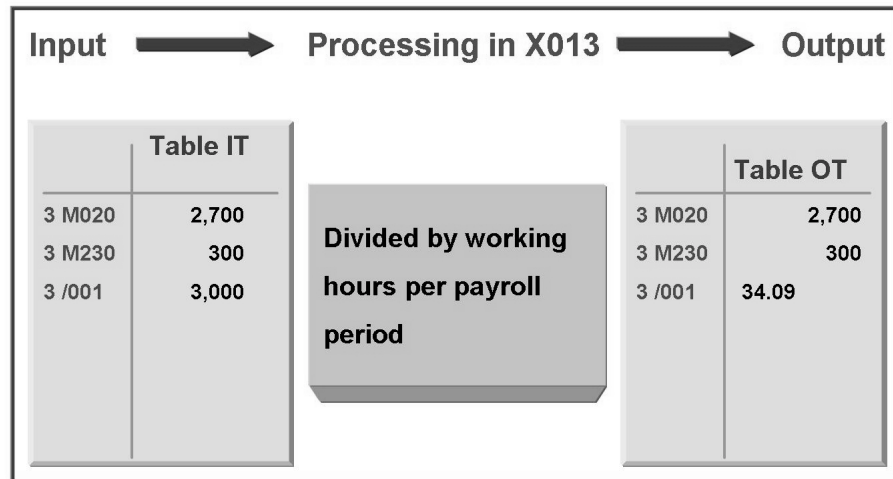 Input Processing in X013 Output
Table IT
3 M020 2,700
3 M230 300
3 /001 3,000
Divided by working
hours per payroll
period
Table OT
3 M020 2,700
3 M230 300
3 /001 34.09